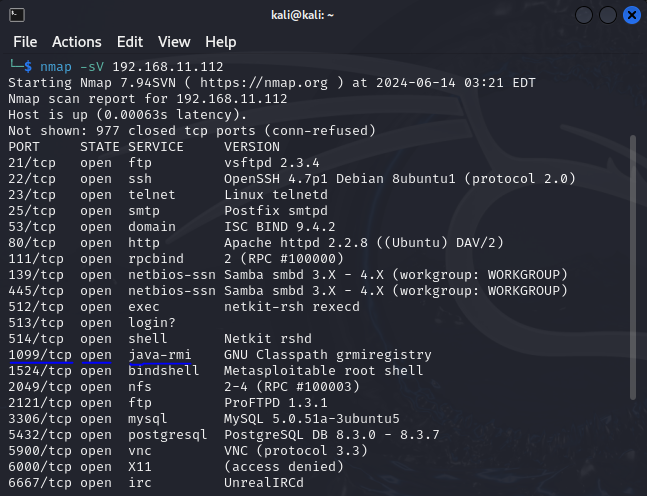 kali@kali: ~
File Actions Edit View Help
└─$ nmap -sV 192.168.11.112
Starting Nmap 7.94SVN ( https://nmap.org ) at 2024-06-14 03:21 EDT
Nmap scan report for 192.168.11.112
Host is up (0.00063s latency).
Not shown: 977 closed tcp ports (conn-refused)
PORT     STATE SERVICE     VERSION
21/tcp   open  ftp         vsftpd 2.3.4
22/tcp   open  ssh         OpenSSH 4.7p1 Debian 8ubuntu1 (protocol 2.0)
23/tcp   open  telnet      Linux telnetd
25/tcp   open  smtp        Postfix smtpd
53/tcp   open  domain      ISC BIND 9.4.2
80/tcp   open  http        Apache httpd 2.2.8 ((Ubuntu) DAV/2)
111/tcp  open  rpcbind     2 (RPC #100000)
139/tcp  open  netbios-ssn Samba smbd 3.X - 4.X (workgroup: WORKGROUP)
445/tcp  open  netbios-ssn Samba smbd 3.X - 4.X (workgroup: WORKGROUP)
512/tcp  open  exec        netkit-rsh rexecd
513/tcp  open  login?
514/tcp  open  shell       Netkit rshd
1099/tcp open  java-rmi    GNU Classpath grmiregistry
1524/tcp open  bindshell   Metasploitable root shell
2049/tcp open  nfs         2-4 (RPC #100003)
2121/tcp open  ftp         ProFTPD 1.3.1
3306/tcp open  mysql       MySQL 5.0.51a-3ubuntu5
5432/tcp open  postgresql  PostgreSQL DB 8.3.0 - 8.3.7
5900/tcp open  vnc         VNC (protocol 3.3)
6000/tcp open  X11         (access denied)
6667/tcp open  irc         UnrealIRCd